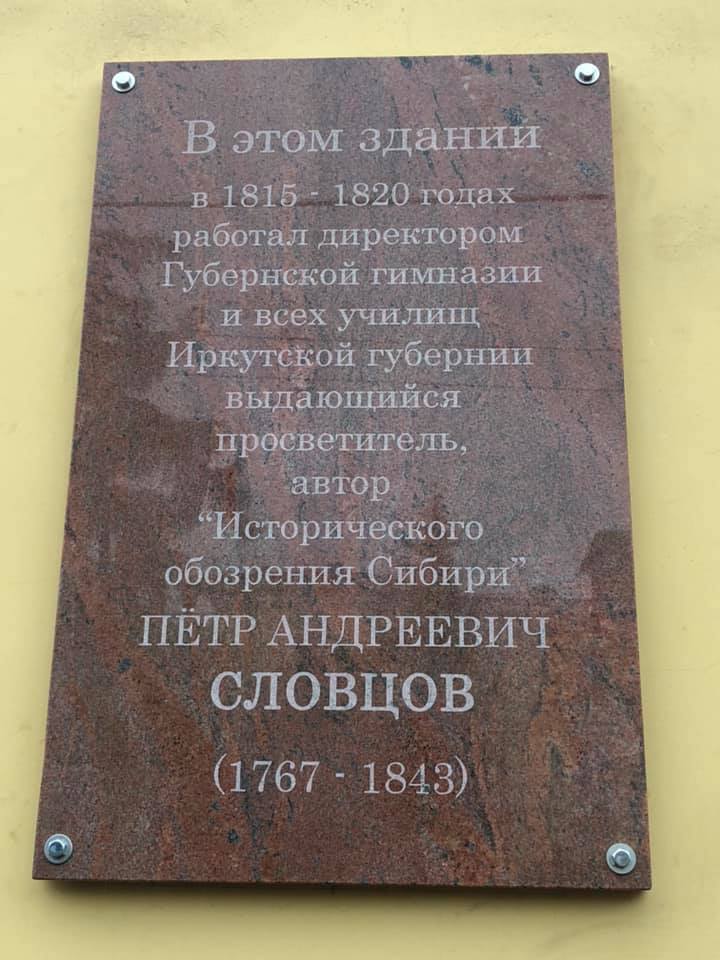 В этом здании
в 1815 - 1820 годах
работал директором
Губернской гимназии
и всех училищ
Иркутской губернии
выдающийся
просветитель,
автор
“Исторического
обозрения Сибири”
ПЁТР АНДРЕЕВИЧ
СЛОВЦОВ
(1767 - 1843)